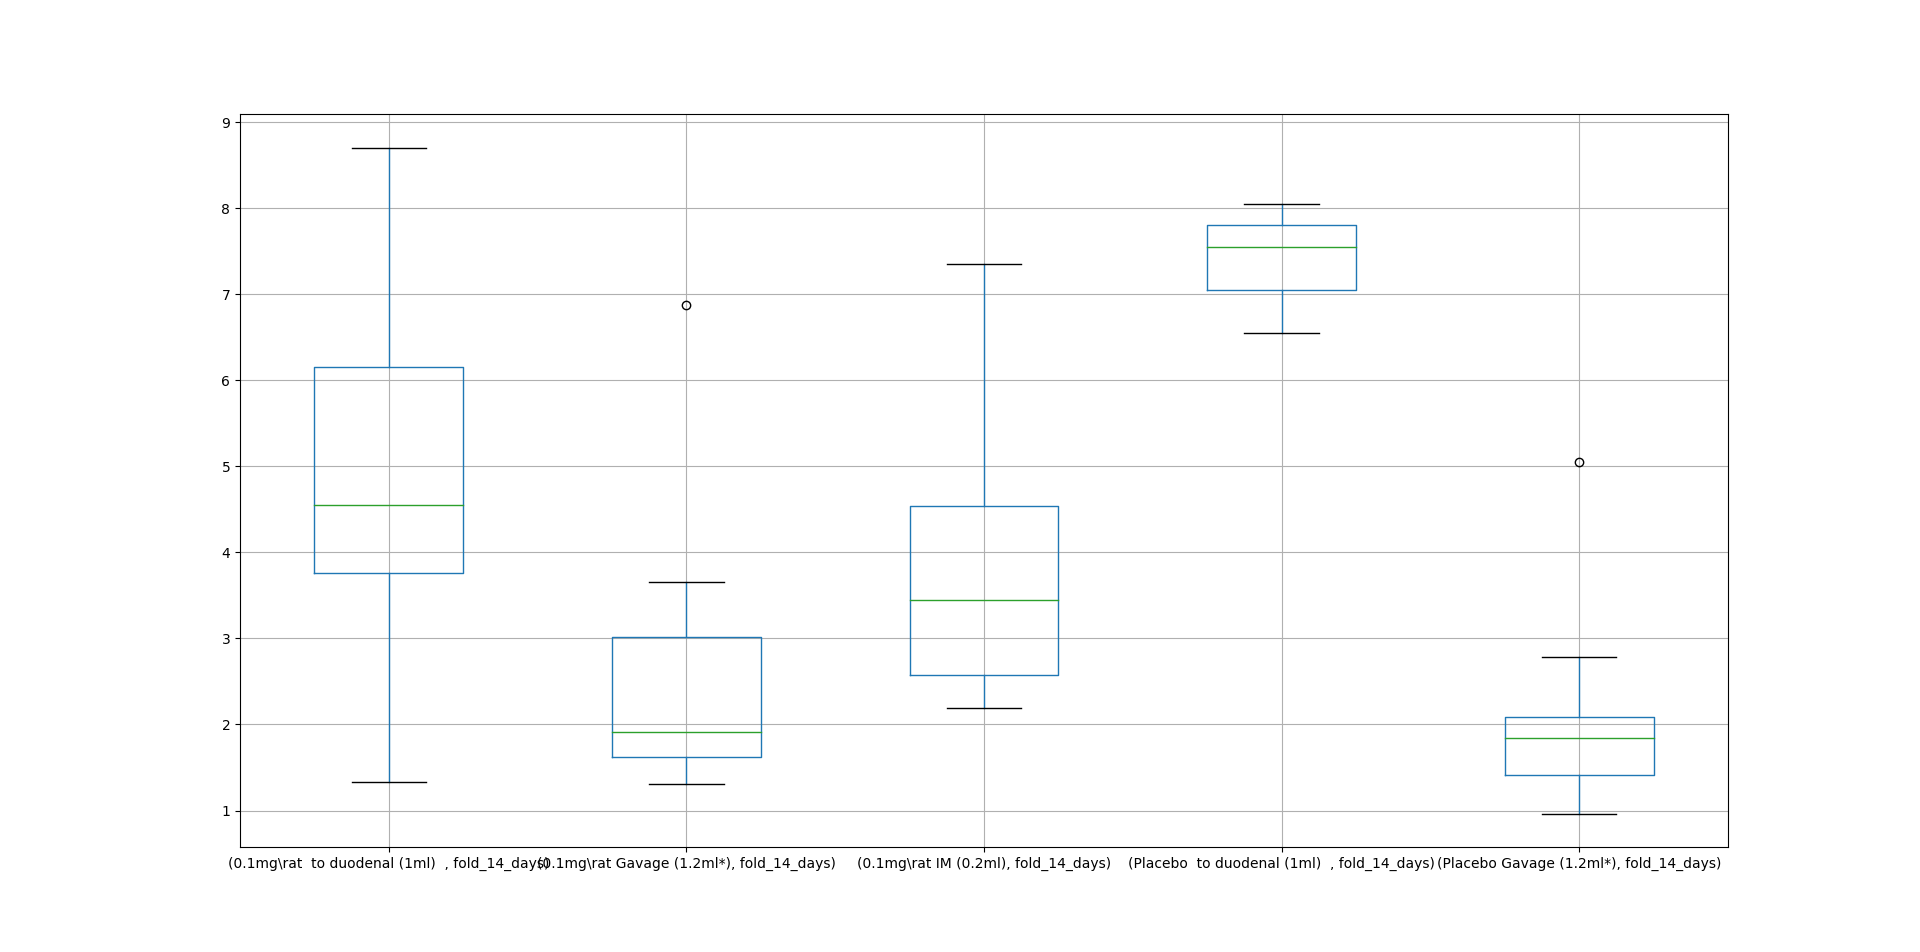 9
8
7
6
5
4
3
2
1
(0.1mg\rat  to duodenal (1ml)  , fold_14_days)
(0.1mg\rat Gavage (1.2ml*), fold_14_days)
(0.1mg\rat IM (0.2ml), fold_14_days)
(Placebo  to duodenal (1ml)  , fold_14_days)
(Placebo Gavage (1.2ml*), fold_14_days)